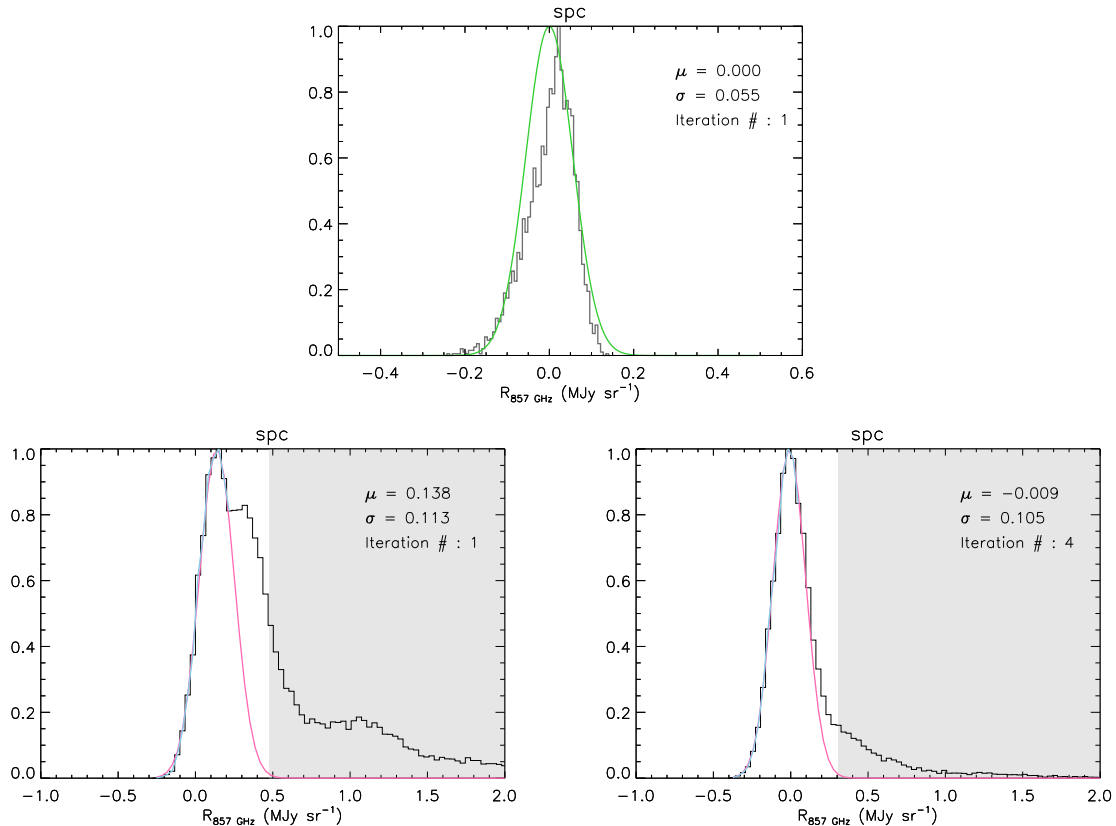 spc
1.0
0.8
0.6
0.4
0.2
0.0
μ = 0.000
σ = 0.055
Iteration # : 1
−0.4 −0.2 0.0 0.2 0.4 0.6
R857 GHz (MJy sr−1)
spc
1.0
0.8
0.6
0.4
0.2
0.0
μ = 0.138
σ = 0.113
Iteration # : 1
−1.0 −0.5 0.0 0.5 1.0 1.5 2.0
R857 GHz (MJy sr−1)
spc
1.0
0.8
0.6
0.4
0.2
0.0
μ = −0.009
σ = 0.105
Iteration # : 4
−1.0 −0.5 0.0 0.5 1.0 1.5 2.0
R857 GHz (MJy sr−1)